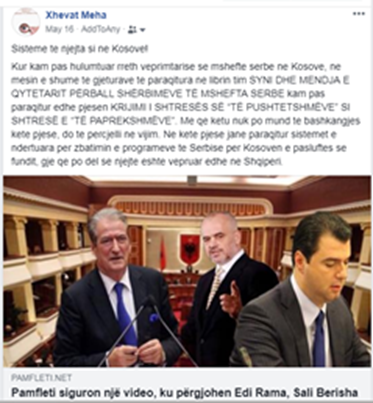 Xhevat Meha
May 16 · AddToAny ·
Sisteme te njejta si ne Kosove!
Kur kam pas hulumtuar rreth veprimtarise se mshefte serbe ne Kosove, ne
mesin e shume te gjeturave te paraqitura ne librin tim SYNI DHE MENDJA E
QYTETARIT PËRBALL SHËRBIMEVE TË MSHEFTA SERBE kam pas
paraqitur edhe pjesen KRIJIMI I SHTRESËS SË "TË PUSHTETSHMËVE" SI
SHTRESË E "TË PAPREKSHMËVE". Me qe ketu nuk po mund te bashkangjes
kete pjese, do te percjelli ne vijim. Ne kete pjese jane paraqitur sistemet e
ndertuara per zbatimin e programeve te Serbise per Kosoven e pasluftes se
fundit, gje qe po del se njejte eshte vepruar edhe ne Shqiperi.
PAMFLETI.NET
Pamfleti siguron një video, ku përgjohen Edi Rama, Sali Berisha